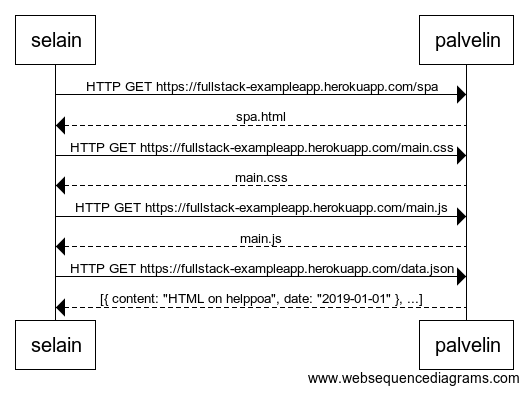 selain palvelin
HTTP GET https://fullstack-exampleapp.herokuapp.com/spa
spa.html
HTTP GET https://fullstack-exampleapp.herokuapp.com/main.css
main.css
HTTP GET https://fullstack-exampleapp.herokuapp.com/main.js
main.js
HTTP GET https://fullstack-exampleapp.herokuapp.com/data.json
[{ content: "HTML on helppoa", date: "2019-01-01" }, ...]
selain palvelin
www.websequencediagrams.com